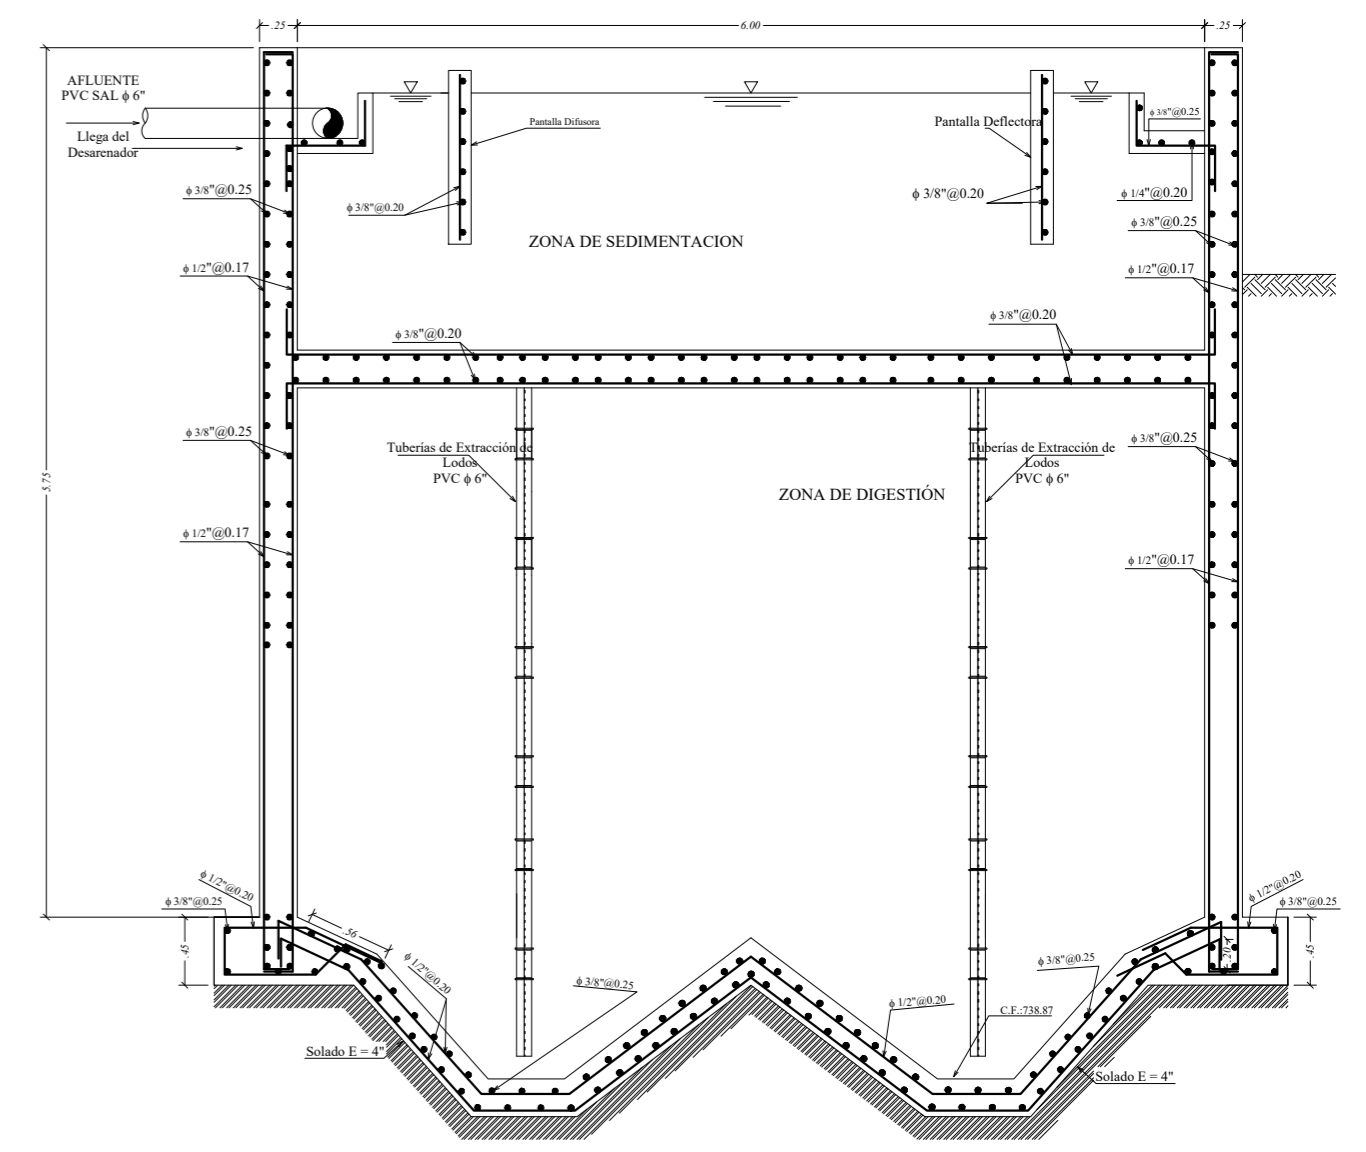 .25
6.00
.25
AFLUENTE
PVC SAL ϕ 6"
Llega del
Desarenador
Pantalla Difusora
Pantalla Deflectora
ϕ 3/8"@0.25
ϕ 3/8"@0.25
ϕ 3/8"@0.20
ϕ 3/8"@0.20
ϕ 1/4"@0.20
ϕ 3/8"@0.25
ZONA DE SEDIMENTACION
ϕ 1/2"@0.17
ϕ 1/2"@0.17
ϕ 3/8"@0.20
ϕ 3/8"@0.20
ϕ 3/8"@0.25
Tuberías de Extracción de
Lodos
PVC ϕ 6"
Tuberías de Extracción de
Lodos
PVC ϕ 6"
ϕ 3/8"@0.25
5.75
ZONA DE DIGESTIÓN
ϕ 1/2"@0.17
ϕ 1/2"@0.17
ϕ 1/2"@0.20
ϕ 3/8"@0.25
ϕ 1/2"@0.20
ϕ 3/8"@0.25
.56
.45
ϕ 1/2"@0.20
ϕ 3/8"@0.25
ϕ 3/8"@0.25
.20
.45
ϕ 1/2"@0.20
C.F.:738.87
Solado E = 4"
Solado E = 4"